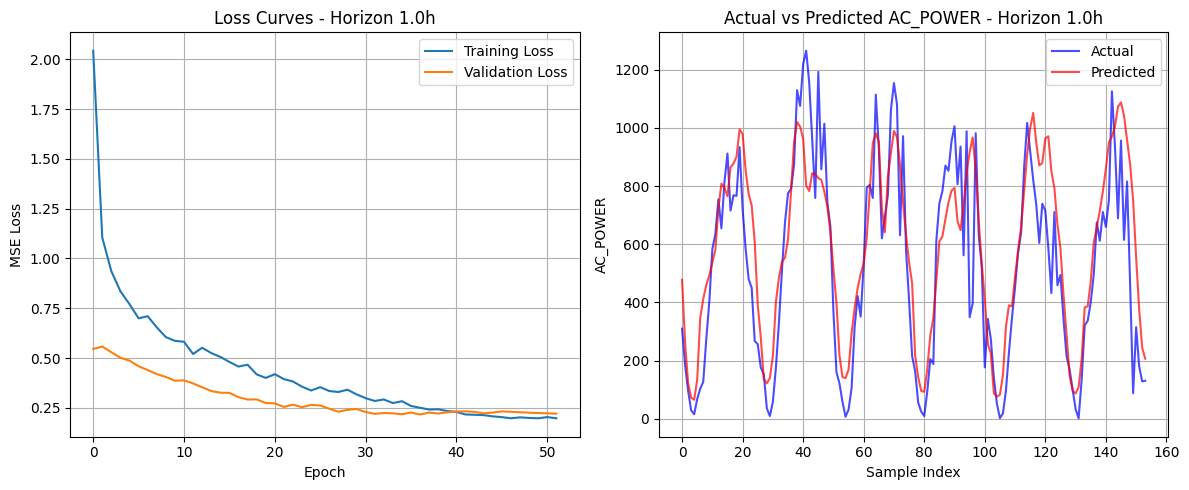 Loss Curves - Horizon 1.0h
Training Loss
Validation Loss
MSE Loss
2.00
1.75
1.50
1.25
1.00
0.75
0.50
0.25
0 10 20 30 40 50
Epoch
Actual vs Predicted AC_POWER - Horizon 1.0h
Actual
Predicted
AC_POWER
1200
1000
800
600
400
200
0
0 20 40 60 80 100 120 140 160
Sample Index